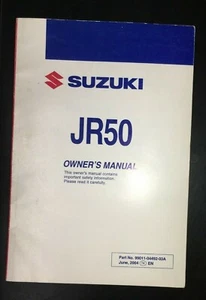 SUZUKI
JR50
OWNER'S MANUAL
This owner's manual contains
important safety information.
Please read it carefully.
Part No. 99011-04492-03A
June, 2004 EN